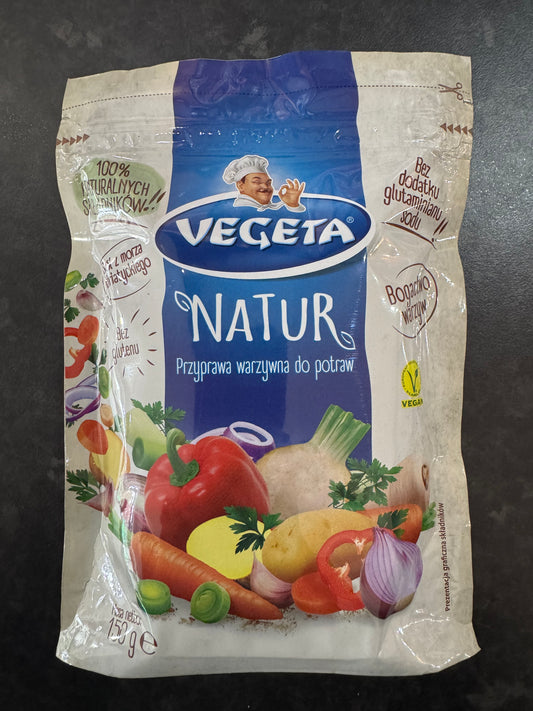 100%
NATURALNYCH
SKŁADNIKÓW!!
Bez
dodatku
glutaminianu
sodu!!
VEGETA®
z morza
Bogactwo
warzyw
NATUR
Bez
glutenu
Przyprawa warzywna do potraw
VEGAN
Prezentacja graficzna składników
150 g e